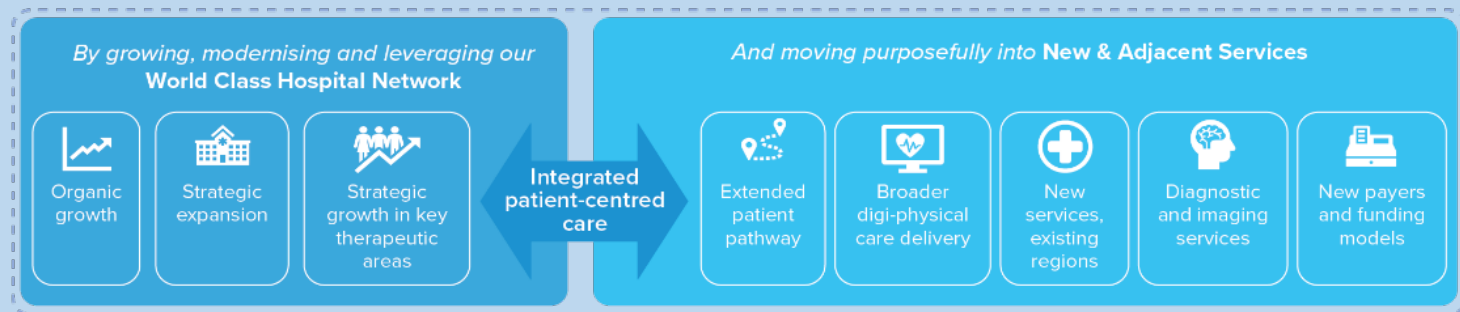 By growing, modernising and leveraging our
World Class Hospital Network
Organic
growth
Strategic
expansion
Strategic
growth in key
therapeutic
areas
Integrated
patient-centred
care
And moving purposefully into New & Adjacent Services
Extended
patient
pathway
Broader
digi-physical
care delivery
New
services,
existing
regions
Diagnostic
and imaging
services
New payers
and funding
models